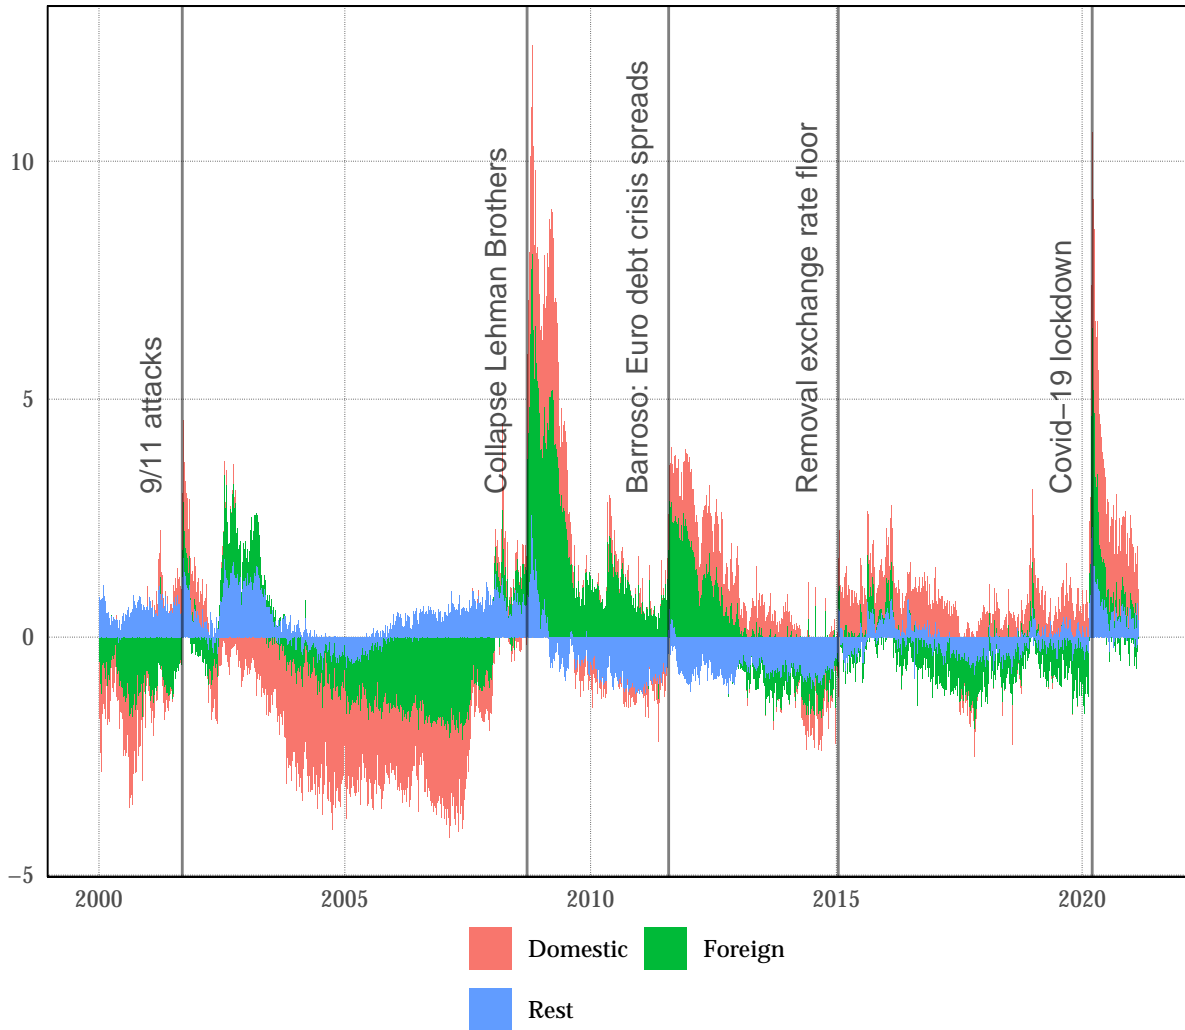 10
5
0
−5
9/11 attacks
Collapse Lehman Brothers
Barroso: Euro debt crisis spreads
Removal exchange rate floor
Covid−19 lockdown
2000
2005
2010
2015
2020
Domestic
Foreign
Rest